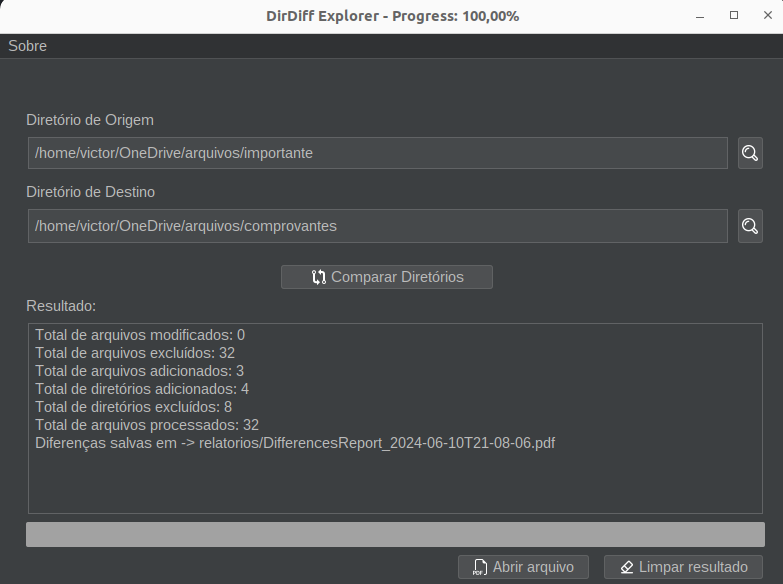 DirDiff Explorer - Progress: 100,00%
Sobre
Diretório de Origem
/home/victor/OneDrive/arquivos/importante
Diretório de Destino
/home/victor/OneDrive/arquivos/comprovantes
Comparar Diretórios
Resultado:
Total de arquivos modificados: 0
Total de arquivos excluídos: 32
Total de arquivos adicionados: 3
Total de diretórios adicionados: 4
Total de diretórios excluídos: 8
Total de arquivos processados: 32
Diferenças salvas em -> relatorios/DifferencesReport_2024-06-10T21-08-06.pdf
PDF Abrir arquivo
Limpar resultado